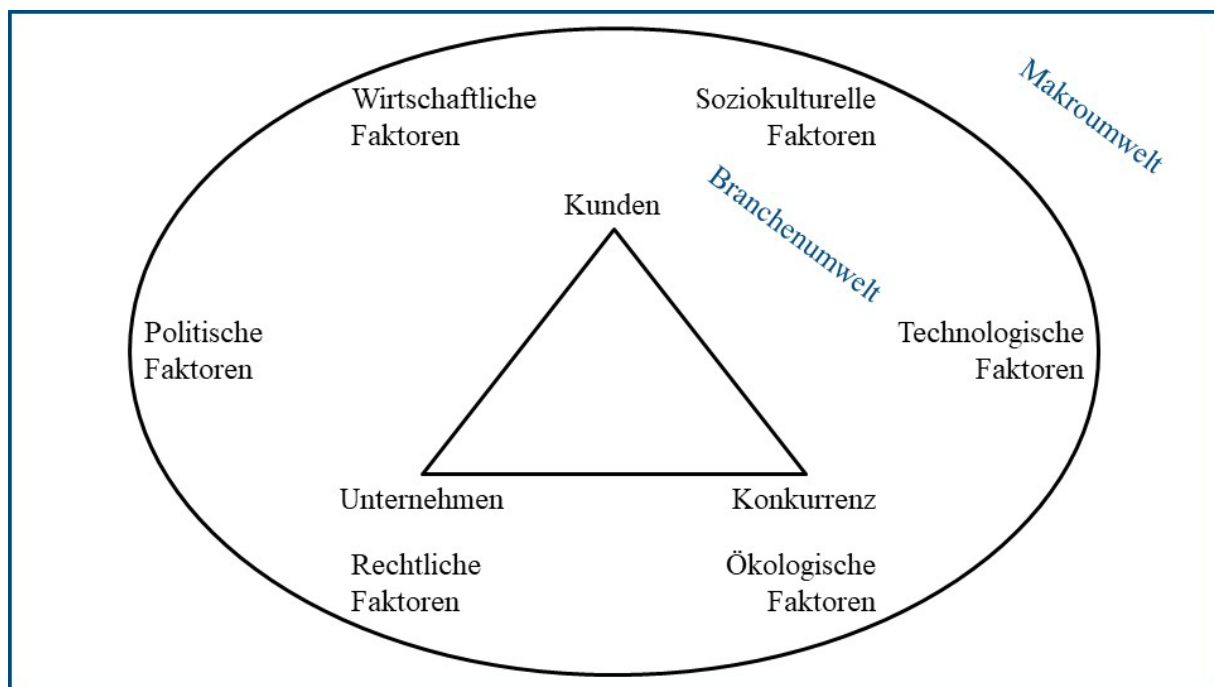 Makroumwelt
Wirtschaftliche
Faktoren
Soziokulturelle
Faktoren
Branchenumwelt
Kunden
Politische
Faktoren
Technologische
Faktoren
Unternehmen
Konkurrenz
Rechtliche
Faktoren
Ökologische
Faktoren